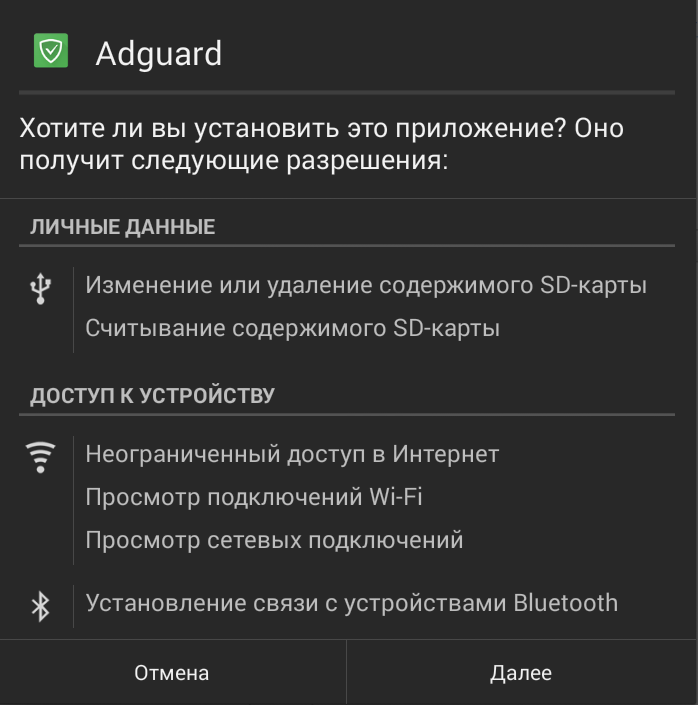 Adguard
Хотите ли вы установить это приложение? Оно
получит следующие разрешения:
ЛИЧНЫЕ ДАННЫЕ
Изменение или удаление содержимого SD-карты
Считывание содержимого SD-карты
ДОСТУП К УСТРОЙСТВУ
Неограниченный доступ в Интернет
Просмотр подключений Wi-Fi
Просмотр сетевых подключений
Установление связи с устройствами Bluetooth
Отмена
Далее